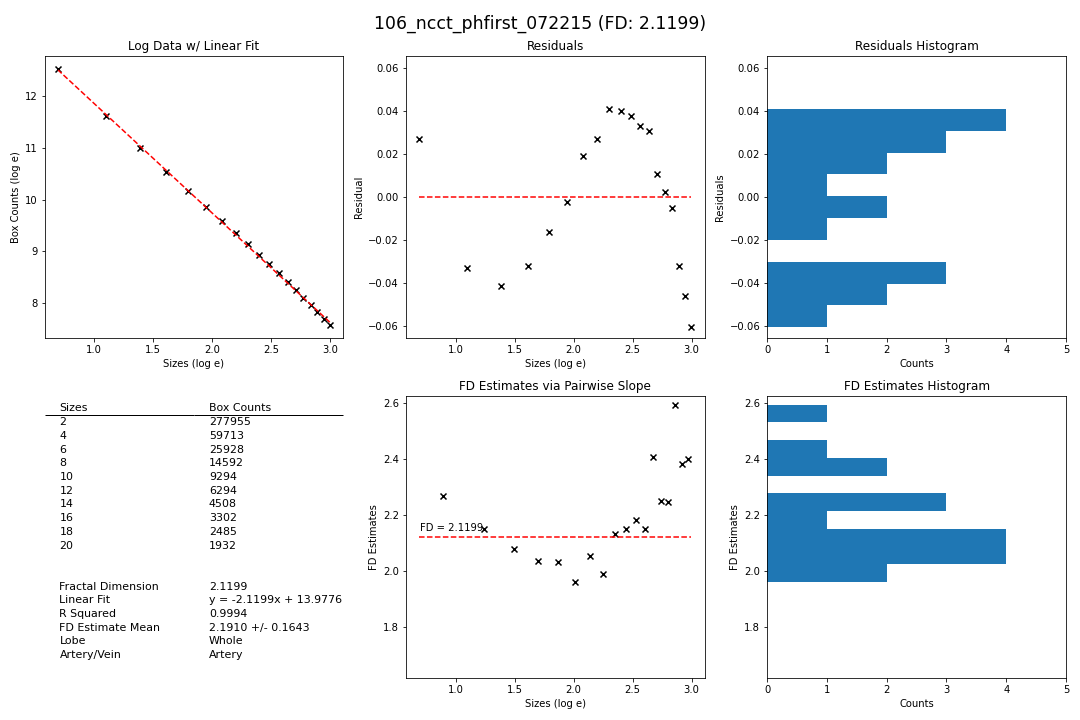 106_ncct_phfirst_072215 (FD: 2.1199)
Log Data w/ Linear Fit
Box Counts (log e)
12
11
10
9
8
1.0 1.5 2.0 2.5 3.0
Sizes (log e)
Residuals
Residual
0.06
0.04
0.02
0.00
−0.02
−0.04
−0.06
1.0 1.5 2.0 2.5 3.0
Sizes (log e)
Residuals Histogram
Residuals
0.06
0.04
0.02
0.00
−0.02
−0.04
−0.06
0 1 2 3 4 5
Counts
Sizes Box Counts
2 277955
4 59713
6 25928
8 14592
10 9294
12 6294
14 4508
16 3302
18 2485
20 1932
Fractal Dimension 2.1199
Linear Fit y = -2.1199x + 13.9776
R Squared 0.9994
FD Estimate Mean 2.1910 +/- 0.1643
Lobe Whole
Artery/Vein Artery
FD Estimates via Pairwise Slope
FD Estimates
2.6
2.4
2.2
2.0
1.8
FD = 2.1199
1.0 1.5 2.0 2.5 3.0
Sizes (log e)
FD Estimates Histogram
FD Estimates
2.6
2.4
2.2
2.0
1.8
0 1 2 3 4 5
Counts